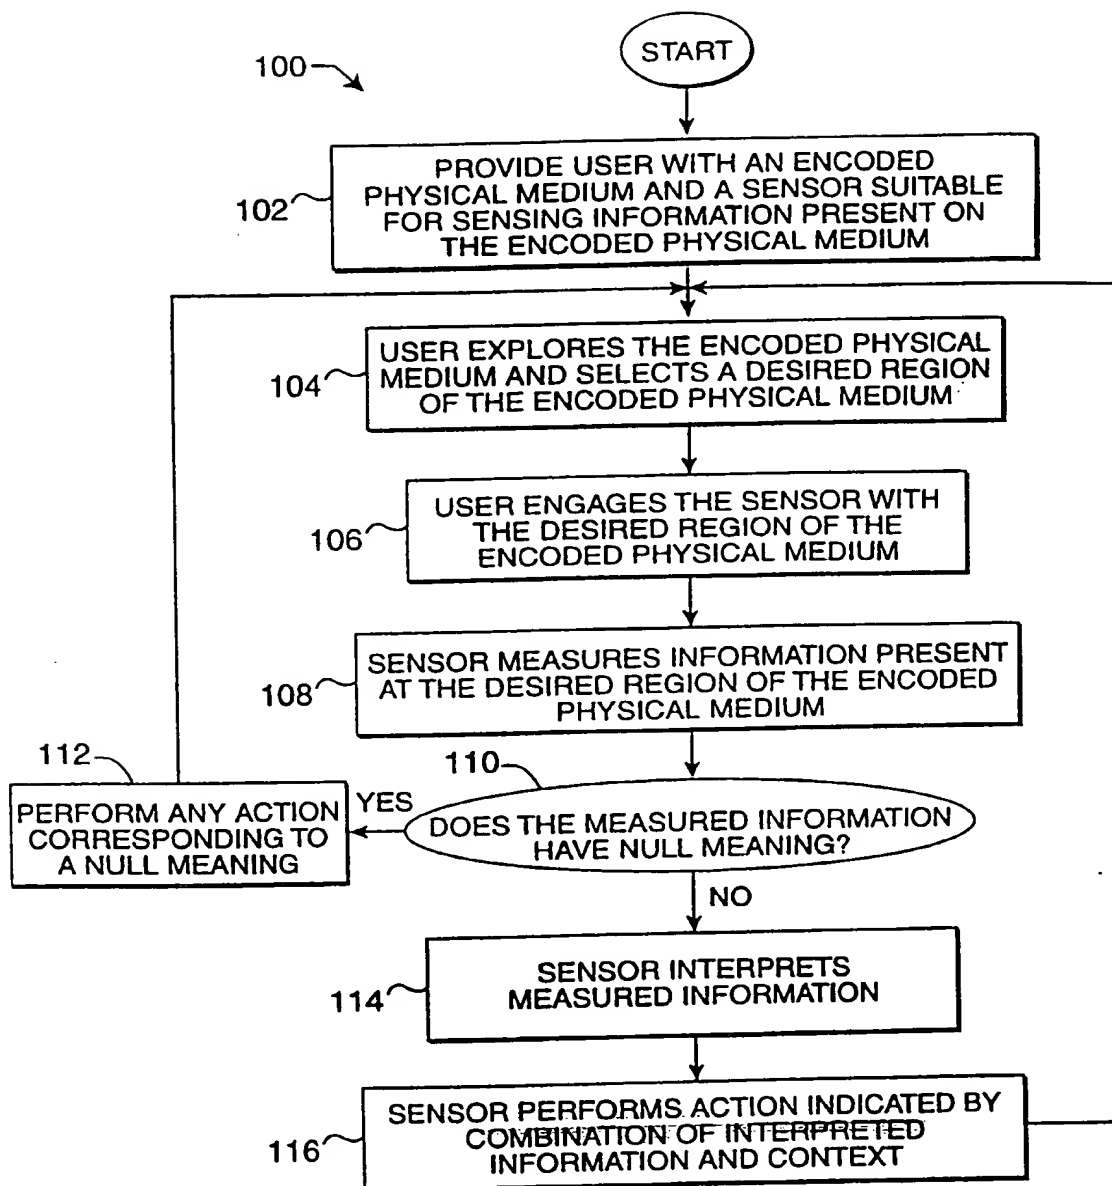 START
100
PROVIDE USER WITH AN ENCODED
PHYSICAL MEDIUM AND A SENSOR SUITABLE
FOR SENSING INFORMATION PRESENT ON
THE ENCODED PHYSICAL MEDIUM
102
USER EXPLORES THE ENCODED PHYSICAL
MEDIUM AND SELECTS A DESIRED REGION
OF THE ENCODED PHYSICAL MEDIUM
104
USER ENGAGES THE SENSOR WITH
THE DESIRED REGION OF THE
ENCODED PHYSICAL MEDIUM
106
SENSOR MEASURES INFORMATION PRESENT
AT THE DESIRED REGION OF THE ENCODED
PHYSICAL MEDIUM
108
110
DOES THE MEASURED INFORMATION
HAVE NULL MEANING?
YES
112
PERFORM ANY ACTION
CORRESPONDING TO
A NULL MEANING
NO
SENSOR INTERPRETS
MEASURED INFORMATION
114
SENSOR PERFORMS ACTION INDICATED BY
COMBINATION OF INTERPRETED
INFORMATION AND CONTEXT
116